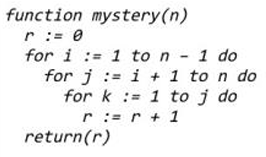 function mystery(n)
r := 0
for i := 1 to n - 1 do
for j := i + 1 to n do
for k := 1 to j do
r := r + 1
return(r)